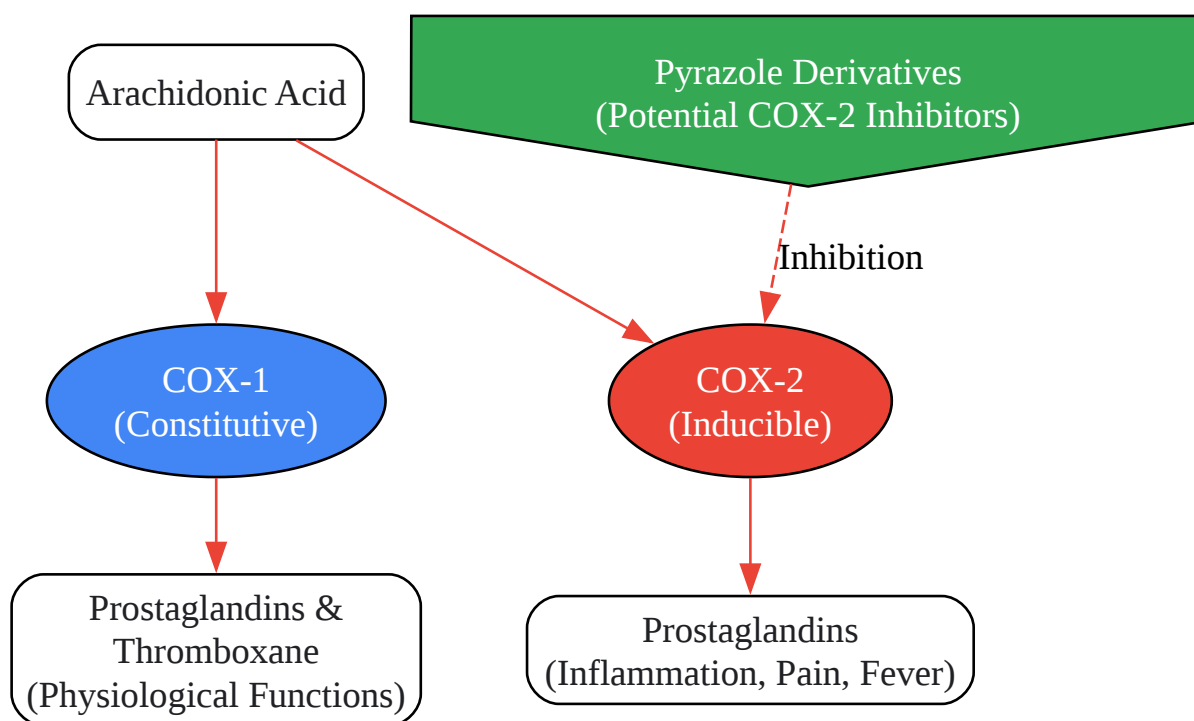 Arachidonic Acid
Pyrazole Derivatives
(Potential COX-2 Inhibitors)
Inhibition
COX-1
(Constitutive)
COX-2
(Inducible)
Prostaglandins &
Thromboxane
(Physiological Functions)
Prostaglandins
(Inflammation, Pain, Fever)